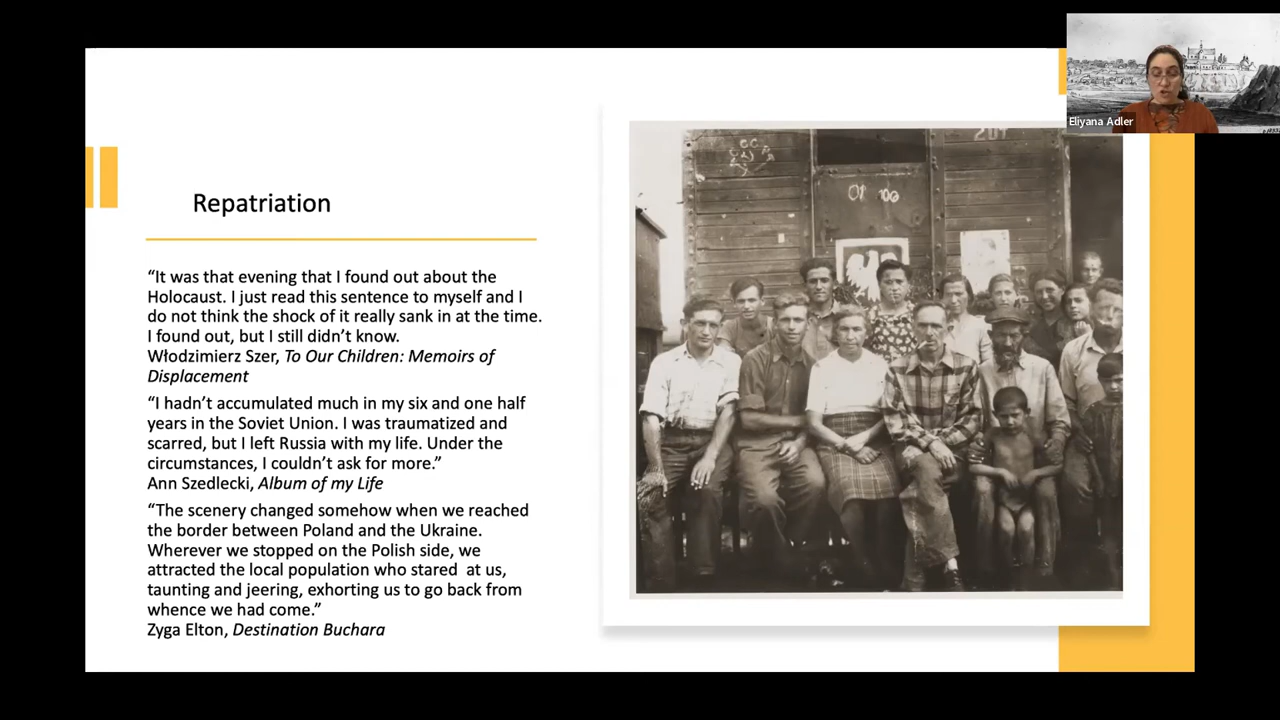 Eliyana Adler
Repatriation
“It was that evening that I found out about the
Holocaust. I just read this sentence to myself and I
do not think the shock of it really sank in at the time.
I found out, but I still didn’t know.
Włodzimierz Szer, To Our Children: Memoirs of
Displacement
“I hadn’t accumulated much in my six and one half
years in the Soviet Union. I was traumatized and
scarred, but I left Russia with my life. Under the
circumstances, I couldn’t ask for more.”
Ann Szedlecki, Album of my Life
“The scenery changed somehow when we reached
the border between Poland and the Ukraine.
Wherever we stopped on the Polish side, we
attracted the local population who stared at us,
taunting and jeering, exhorting us to go back from
whence we had come.”
Zyga Elton, Destination Buchara